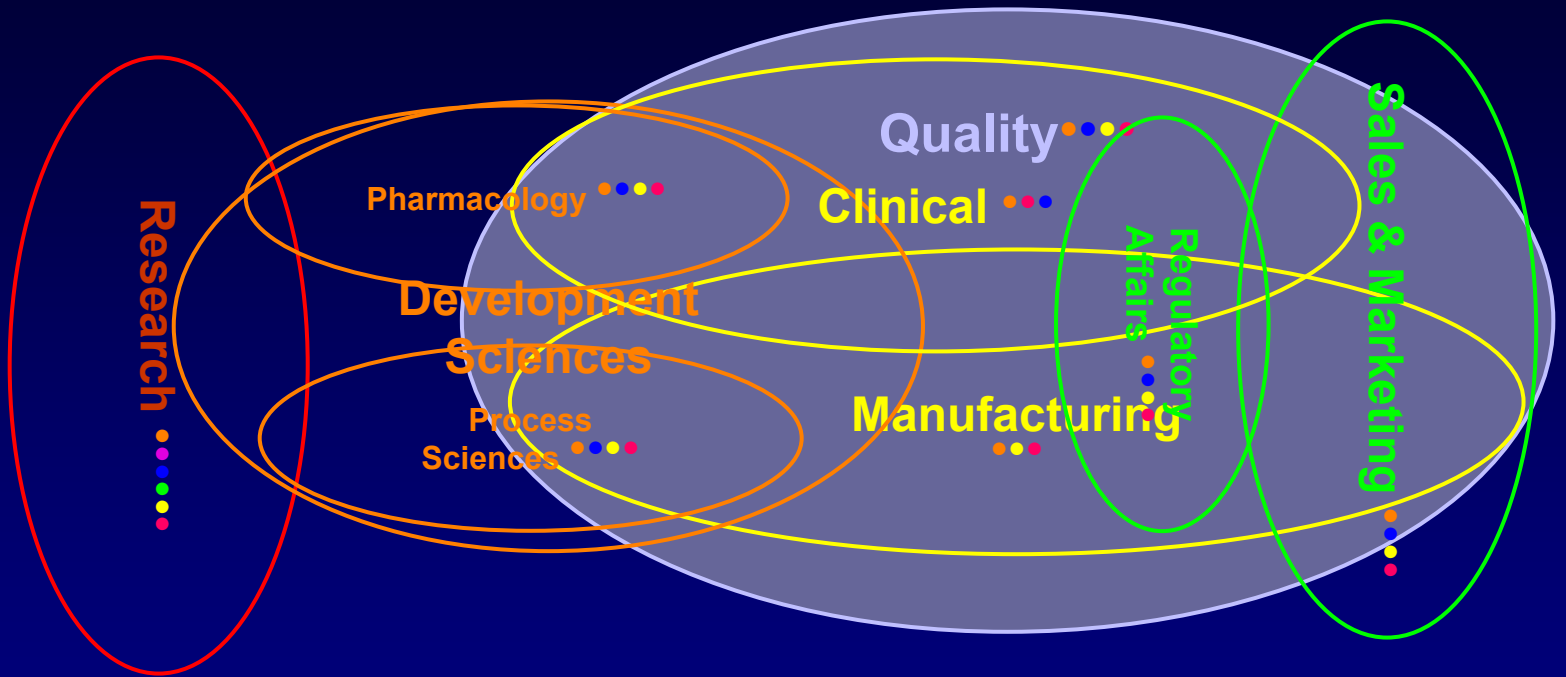 Research
Pharmacology
Development
Sciences
Process
Sciences
Quality
Clinical
Manufacturing
Regulatory
Affairs
Sales & Marketing